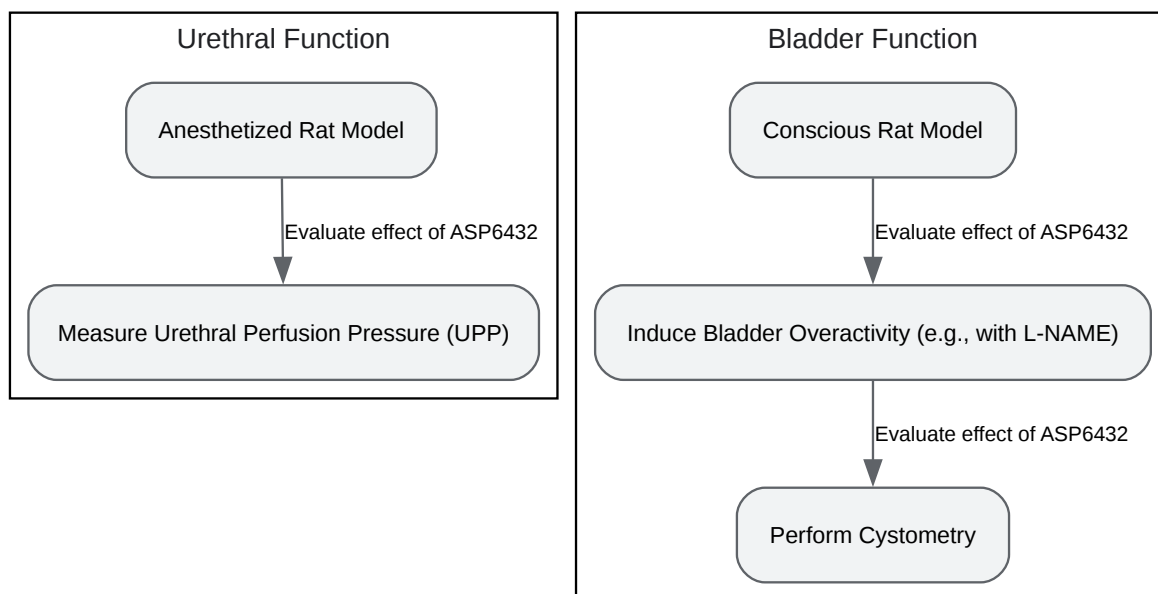 Urethral Function
Anesthetized Rat Model
Evaluate effect of ASP6432
Measure Urethral Perfusion Pressure (UPP)
Bladder Function
Conscious Rat Model
Evaluate effect of ASP6432
Induce Bladder Overactivity (e.g., with L-NAME)
Evaluate effect of ASP6432
Perform Cystometry